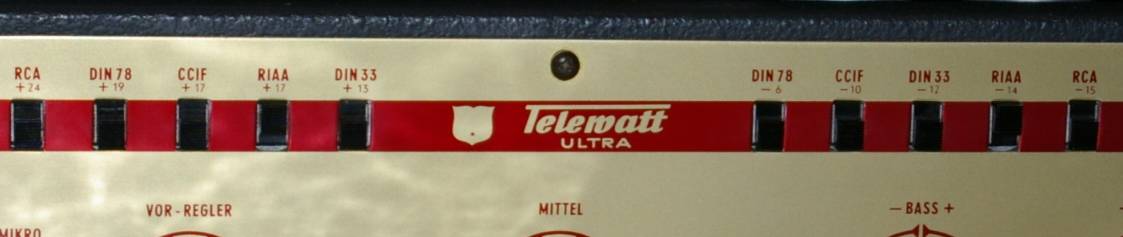 RCA DIN 78 CCIF RIAA DIN 33 DIN 78 CCIF DIN 33 RIAA RCA
+24 +19 +17 +17 +13 −6 −10 −12 −14 −15
Telewatt
ULTRA
VOR-REGLER MITTEL − BASS +
MIKRO